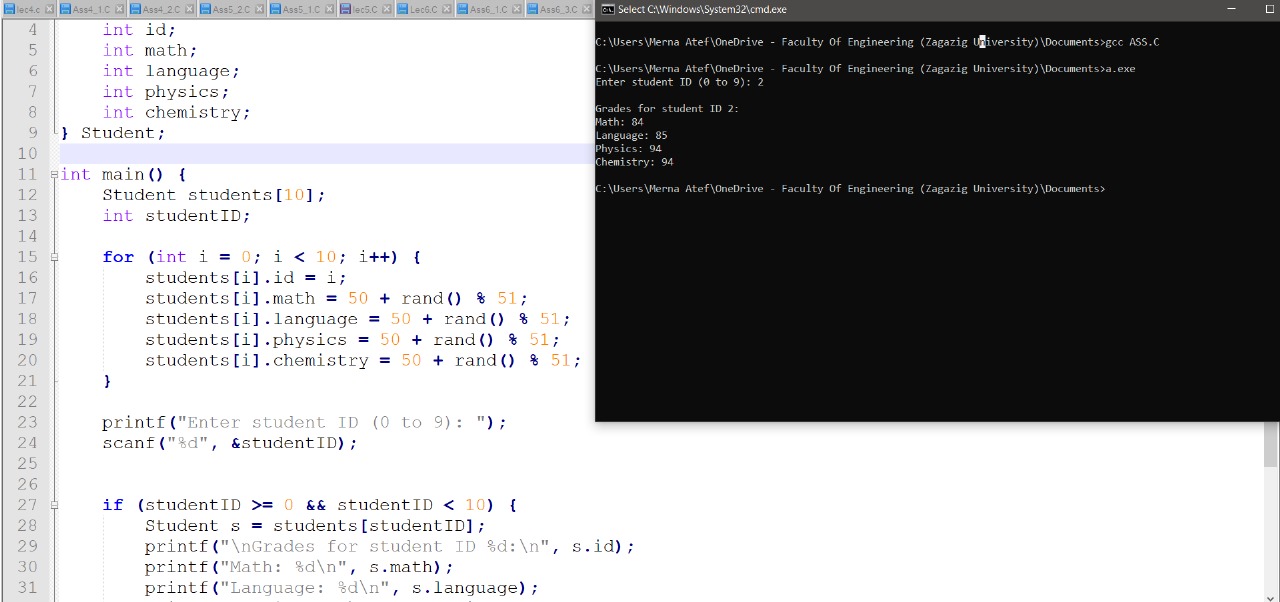 lec4.c Ass4_1.C Ass4_2.C Ass5_2.C Ass5_1.C lec5.C Lec6.C Ass6_1.C Ass6_3.C
4 int id;
5 int math;
6 int language;
7 int physics;
8 int chemistry;
9 } Student;
10
11 int main() {
12 Student students[10];
13 int studentID;
14
15 for (int i = 0; i < 10; i++) {
16 students[i].id = i;
17 students[i].math = 50 + rand() % 51;
18 students[i].language = 50 + rand() % 51;
19 students[i].physics = 50 + rand() % 51;
20 students[i].chemistry = 50 + rand() % 51;
21 }
22
23 printf("Enter student ID (0 to 9): ");
24 scanf("%d", &studentID);
25
26
27 if (studentID >= 0 && studentID < 10) {
28 Student s = students[studentID];
29 printf("\nGrades for student ID %d:\n", s.id);
30 printf("Math: %d\n", s.math);
31 printf("Language: %d\n", s.language);
Select C:\Windows\System32\cmd.exe
C:\Users\Merna Atef\OneDrive - Faculty Of Engineering (Zagazig University)\Documents>gcc ASS.C
C:\Users\Merna Atef\OneDrive - Faculty Of Engineering (Zagazig University)\Documents>a.exe
Enter student ID (0 to 9): 2
Grades for student ID 2:
Math: 84
Language: 85
Physics: 94
Chemistry: 94
C:\Users\Merna Atef\OneDrive - Faculty Of Engineering (Zagazig University)\Documents>